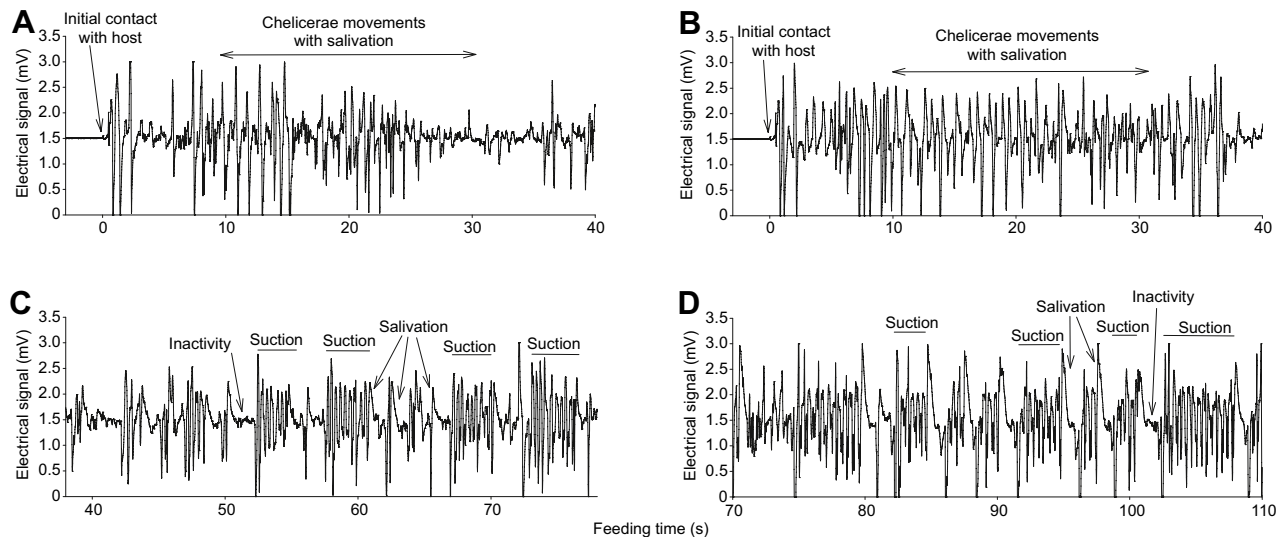 A
Initial contact
with host
Chelicerae movements
with salivation
Electrical signal (mV)
3.5
3.0
2.5
2.0
1.5
1.0
0.5
0
0 10 20 30 40
B
Initial contact
with host
Chelicerae movements
with salivation
Electrical signal (mV)
3.5
3.0
2.5
2.0
1.5
1.0
0.5
0
0 10 20 30 40
C
Inactivity
Suction
Suction
Salivation
Suction
Suction
Electrical signal (mV)
3.5
3.0
2.5
2.0
1.5
1.0
0.5
0
40 50 60 70
D
Suction
Suction
Salivation
Suction
Inactivity
Suction
Electrical signal (mV)
3.5
3.0
2.5
2.0
1.5
1.0
0.5
0
70 80 90 100 110
Feeding time (s)